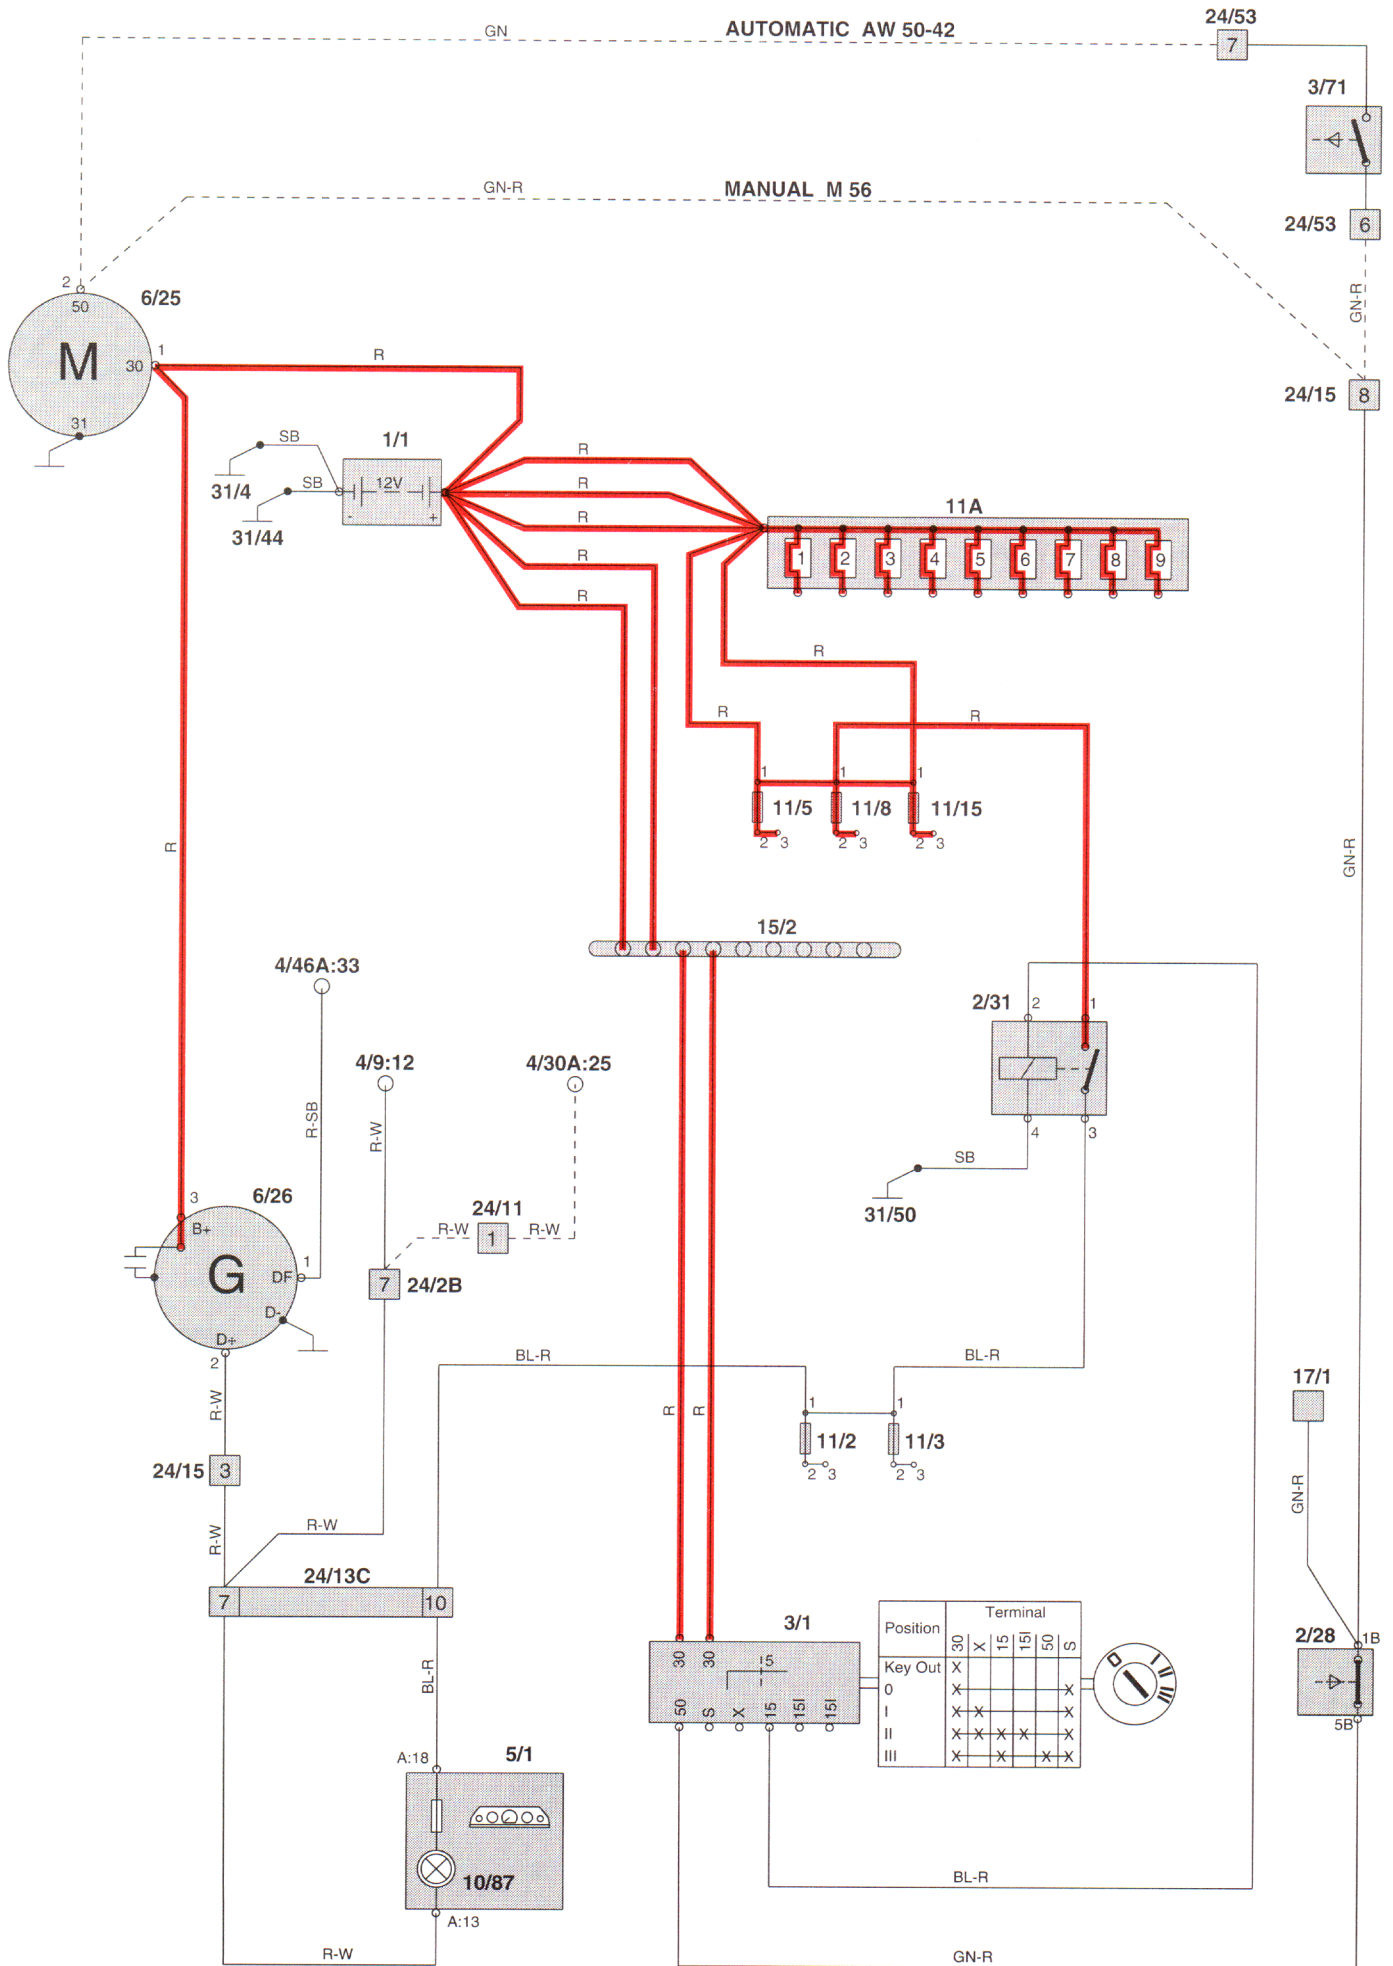 24/53
GN
AUTOMATIC AW 50-42
7
3/71
GN-R
MANUAL M 56
24/53
6
2
50
6/25
GN-R
M
30
1
R
31
24/15
8
SB
1/1
R
12V
SB
R
31/4
-
+
R
31/44
11A
R
1
2
3
4
5
6
7
8
9
R
R
R
R
1
1
1
11/5
11/8
11/15
2
3
2
3
2
3
R
GN-R
15/2
4/46A:33
2/31
2
1
4/9:12
4/30A:25
R-SB
R-W
4
3
SB
31/50
3
6/26
B+
24/11
R-W
1
R-W
G
DF
1
7
24/2B
D-
D+
2
BL-R
BL-R
17/1
R-W
R
R
1
1
11/2
11/3
24/15
3
2
3
2
3
GN-R
R-W
R-W
24/13C
7
10
3/1
Position
Terminal
30
X
15
15I
50
S
2/28
1B
30
30
15
Key Out
X
0
X
X
0
I
II
III
BL-R
50
S
X
15
15I
15I
I
X
X
X
II
X
X
X
X
X
5B
III
X
X
X
X
A:18
5/1
10/87
BL-R
A:13
R-W
GN-R